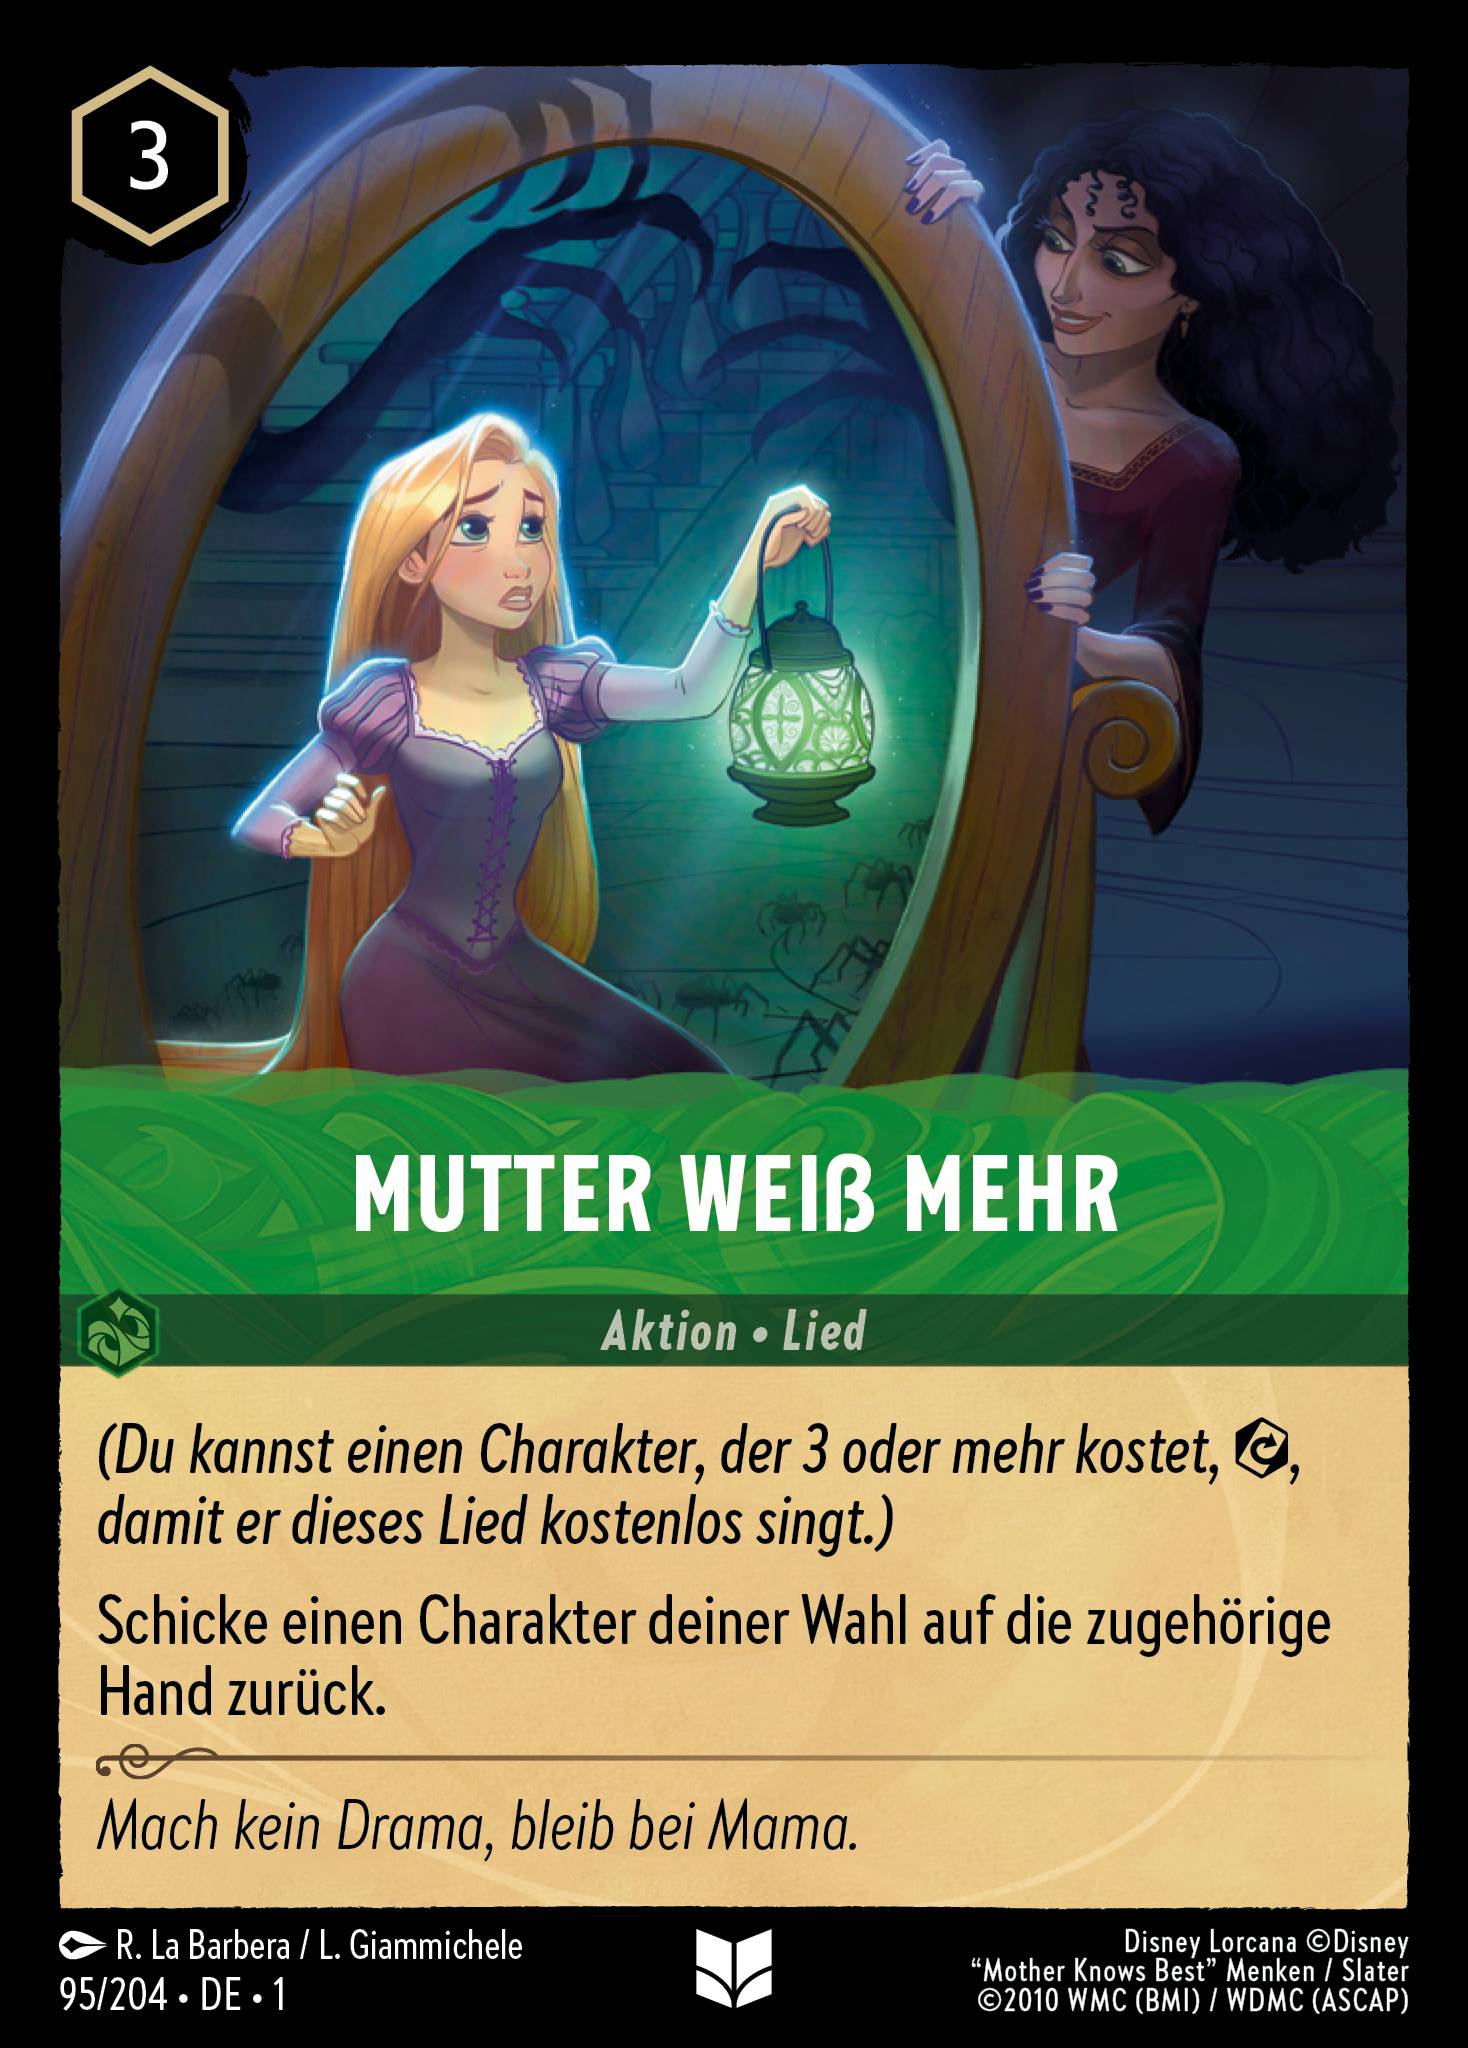 3
MUTTER WEIẞ MEHR
Aktion • Lied
(Du kannst einen Charakter, der 3 oder mehr kostet, ,
damit er dieses Lied kostenlos singt.)
Schicke einen Charakter deiner Wahl auf die zugehörige
Hand zurück.
Mach kein Drama, bleib bei Mama.
R. La Barbera / L. Giammichele
95/204 • DE • 1
Disney Lorcana ©Disney
“Mother Knows Best” Menken / Slater
©2010 WMC (BMI) / WDMC (ASCAP)